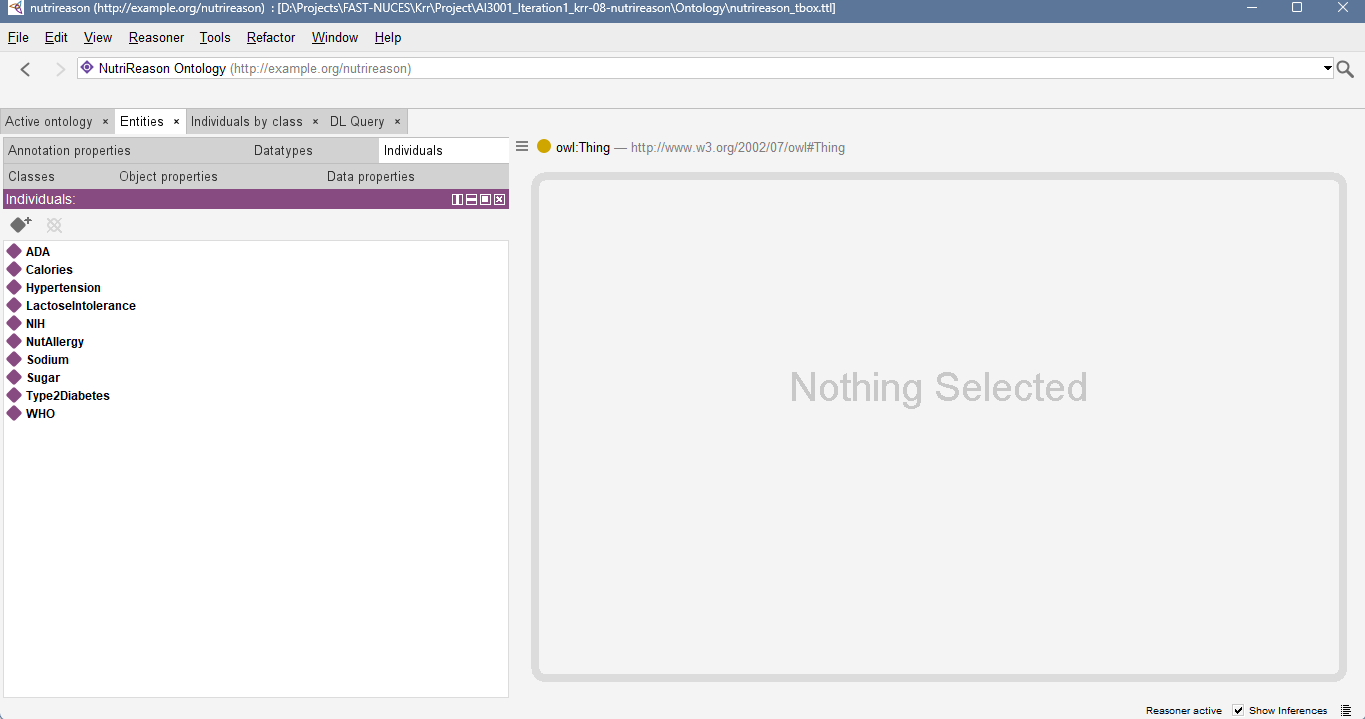 nutrireason (http://example.org/nutrireason) : [D:\Projects\FAST-NUCES\Krr\Project\AI3001_Iteration1_krr-08-nutrireason\Ontology\nutrireason_tbox.ttl]
File Edit View Reasoner Tools Refactor Window Help
NutriReason Ontology (http://example.org/nutrireason)
Active ontology × Entities × Individuals by class × DL Query ×
Annotation properties Datatypes Individuals
Classes Object properties Data properties
Individuals:
ADA
Calories
Hypertension
LactoseIntolerance
NIH
NutAllergy
Sodium
Sugar
Type2Diabetes
WHO
owl:Thing — http://www.w3.org/2002/07/owl#Thing
Nothing Selected
Reasoner active Show Inferences